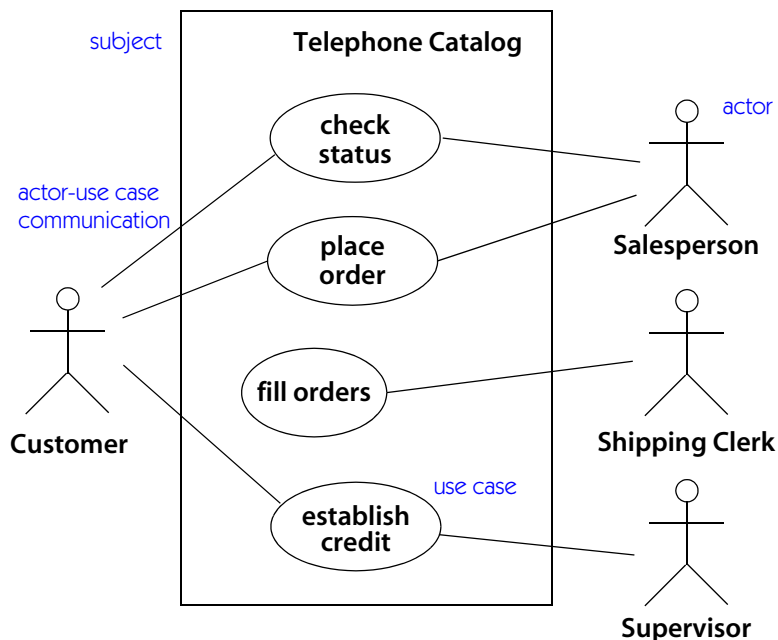 subject
Telephone Catalog
check
status
actor
actor-use case
communication
place
order
Salesperson
fill orders
Customer
Shipping Clerk
use case
establish
credit
Supervisor